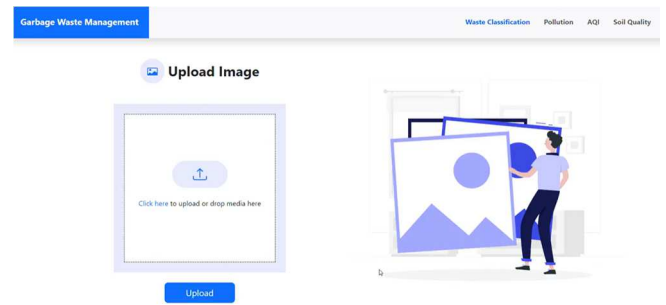 Garbage Waste Management
Waste Classification Pollution AQI Soil Quality
Upload Image
Click here to upload or drop media here
Upload